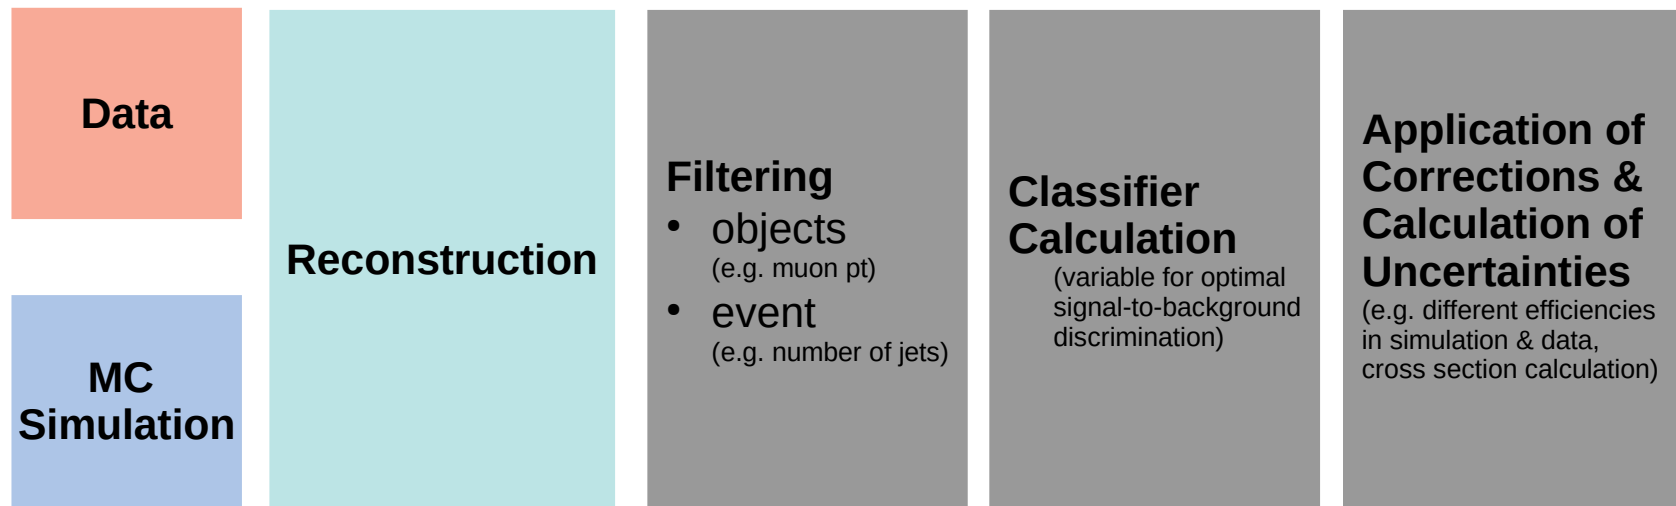 Data
MC
Simulation
Reconstruction
Filtering
• objects
(e.g. muon pt)
• event
(e.g. number of jets)
Classifier
Calculation
(variable for optimal
signal-to-background
discrimination)
Application of
Corrections &
Calculation of
Uncertainties
(e.g. different efficiencies
in simulation & data,
cross section calculation)